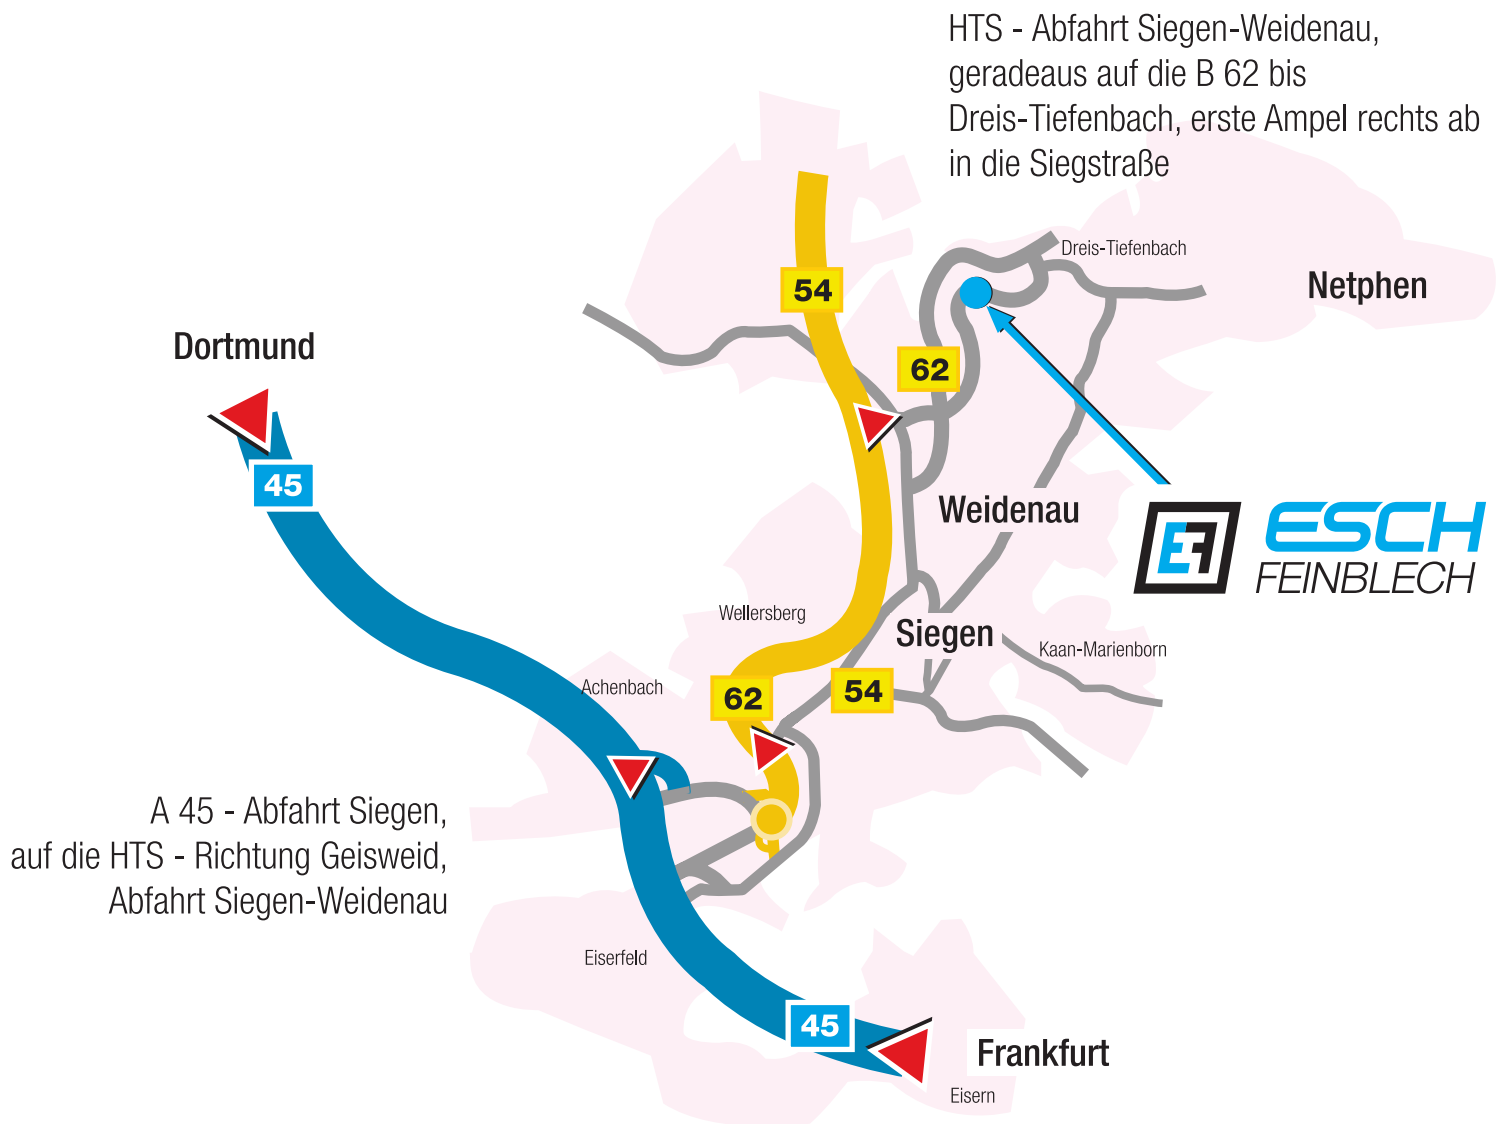 HTS - Abfahrt Siegen-Weidenau,
geradeaus auf die B 62 bis
Dreis-Tiefenbach, erste Ampel rechts ab
in die Siegstraße
Dreis-Tiefenbach
Netphen
54
Dortmund
62
45
Weidenau
EF
ESCH
FEINBLECH
Wellersberg
Siegen
Kaan-Marienborn
Achenbach
62
54
A 45 - Abfahrt Siegen,
auf die HTS - Richtung Geisweid,
Abfahrt Siegen-Weidenau
Eiserfeld
45
Frankfurt
Eisern